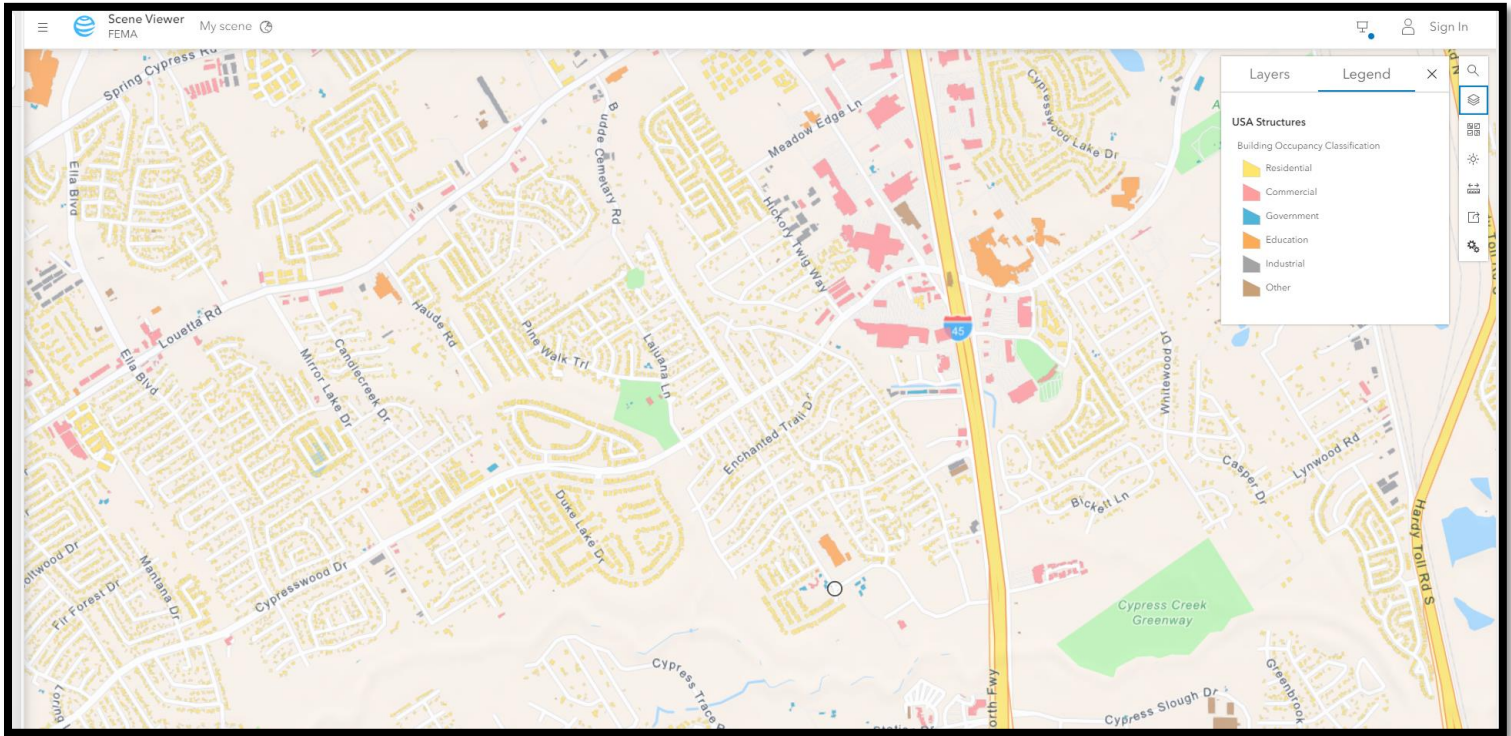 Scene Viewer
FEMA
My scene
Sign In
Layers
Legend
USA Structures
Building Occupancy Classification
Residential
Commercial
Government
Education
Industrial
Other
Spring Cypress Rd
Ella Blvd
Budde Cemetary Rd
Meadow Edge Ln
Cypresswood Lake Dr
Hickory Twig Way
Louetta Rd
Ella Blvd
Mirror Lake Dr
Candlecreek Dr
Haude Rd
Pine Walk Trl
Lajuana Ln
45
Whitewood Dr
Enchanted Trail Dr
Duke Lake Dr
Bickett Ln
Casper Dr
Lynwood Rd
Hardy Toll Rd S
Mantana Dr
Fir Forest Dr
Cypresswood Dr
Cypress Creek
Greenway
Cypress Trace
orth Fwy
Cypress Slough Dr
Greenbrook
Loring